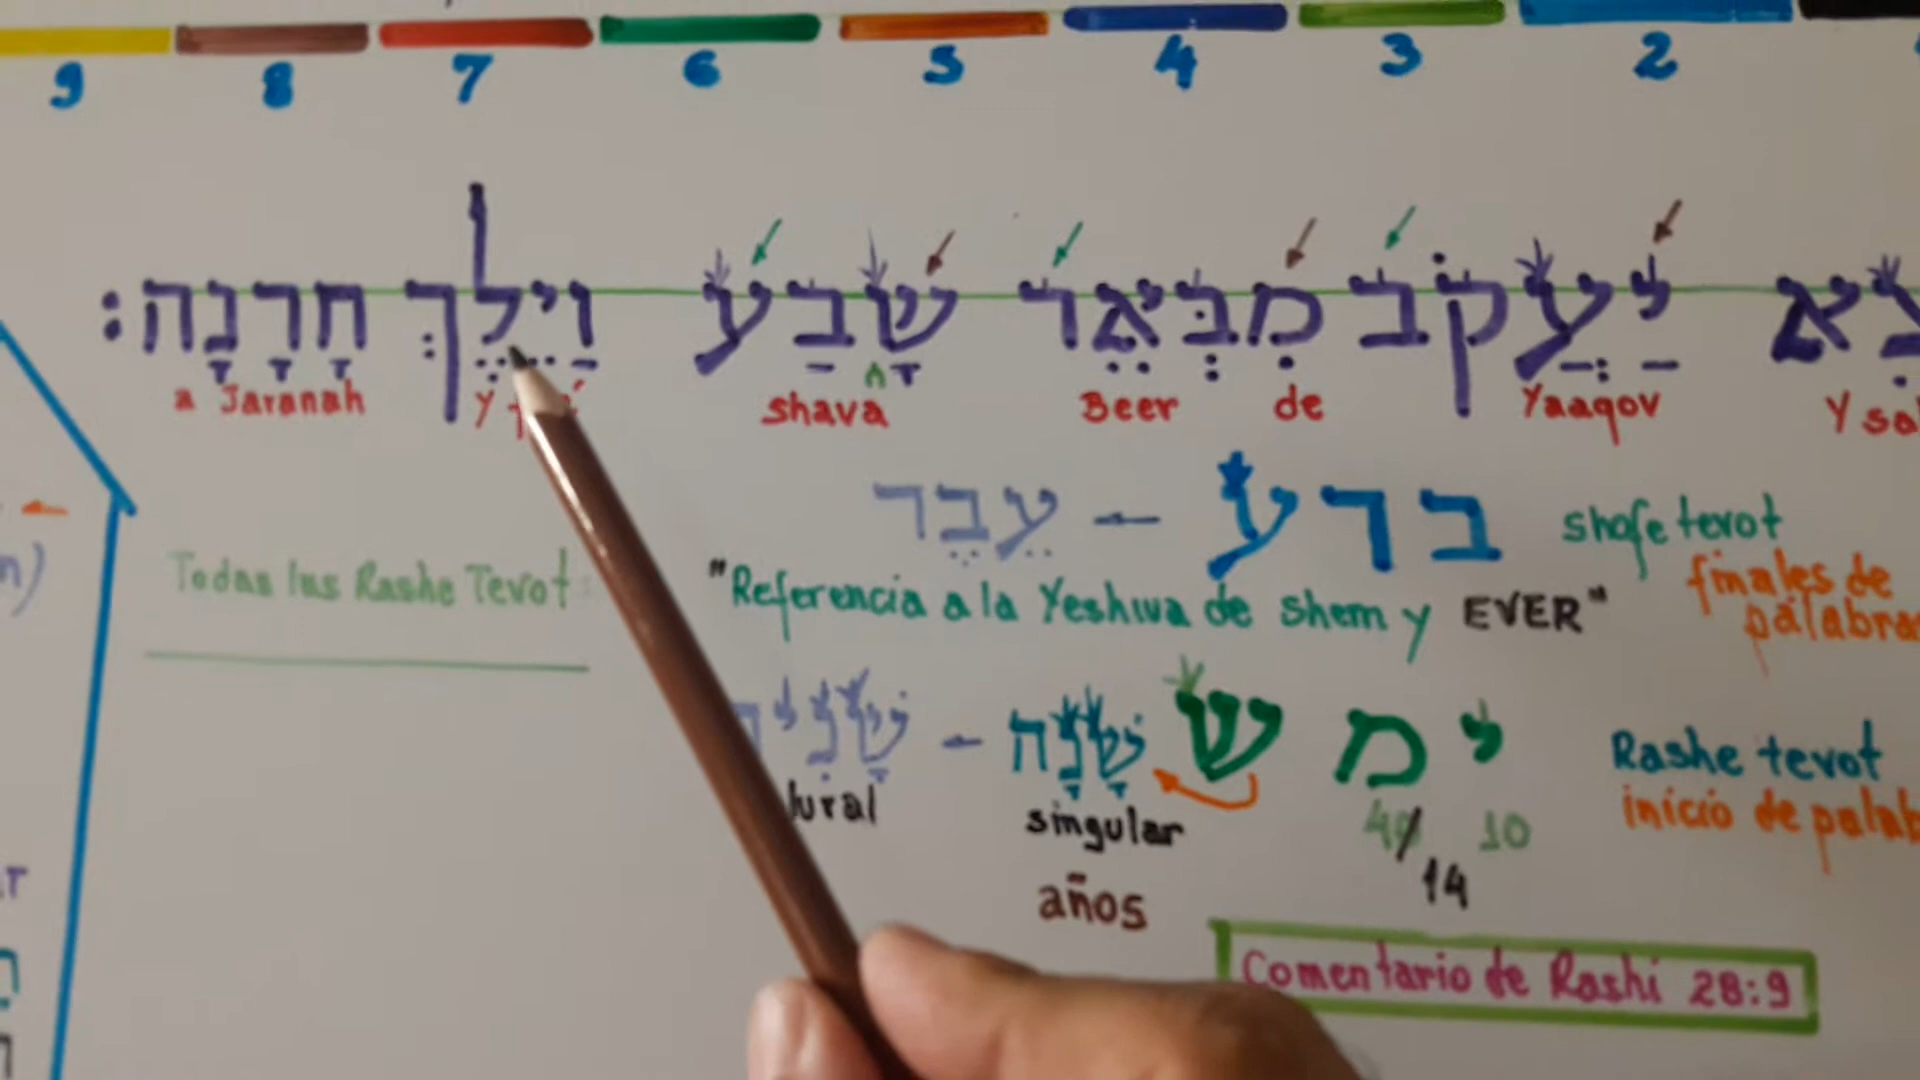 9 8 7 6 5 4 3 2
יַעֲקֹב מִבְּאֵר שָׁבַע וַיֵּלֶךְ חָרָנָה:
a Jaranah y shava Beer de Yaaqov Y
עֵבֵר - ברע shofe tevot
finales de
"Referencia a la Yeshiva de Shem y EVER"
Todas las Rashe Tevot
שָׁנָה ש מ י Rashe tevot
singular
inicio de
40/ 10
14
años
Comentario de Rashi 28:9